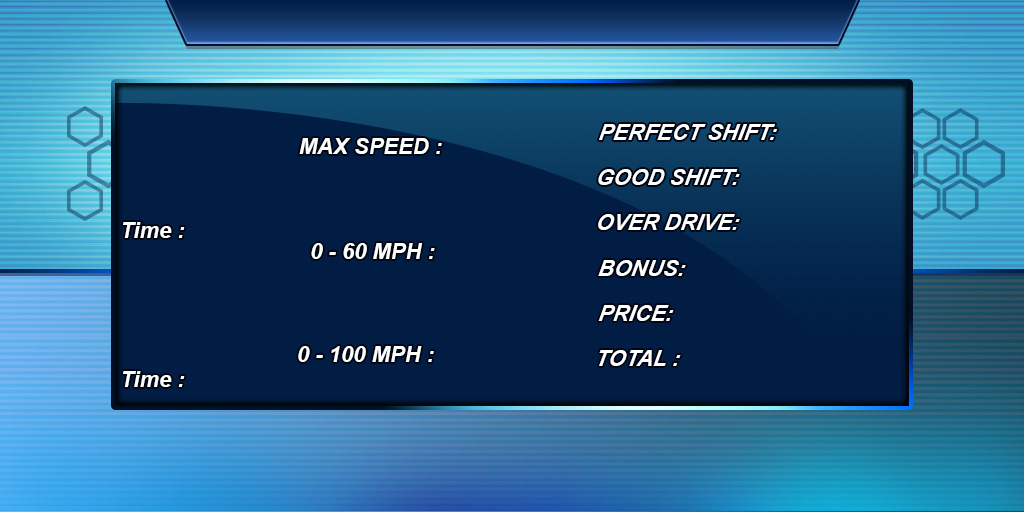 Time :
Time :
MAX SPEED :
0 - 60 MPH :
0 - 100 MPH :
PERFECT SHIFT:
GOOD SHIFT:
OVER DRIVE:
BONUS:
PRICE:
TOTAL :